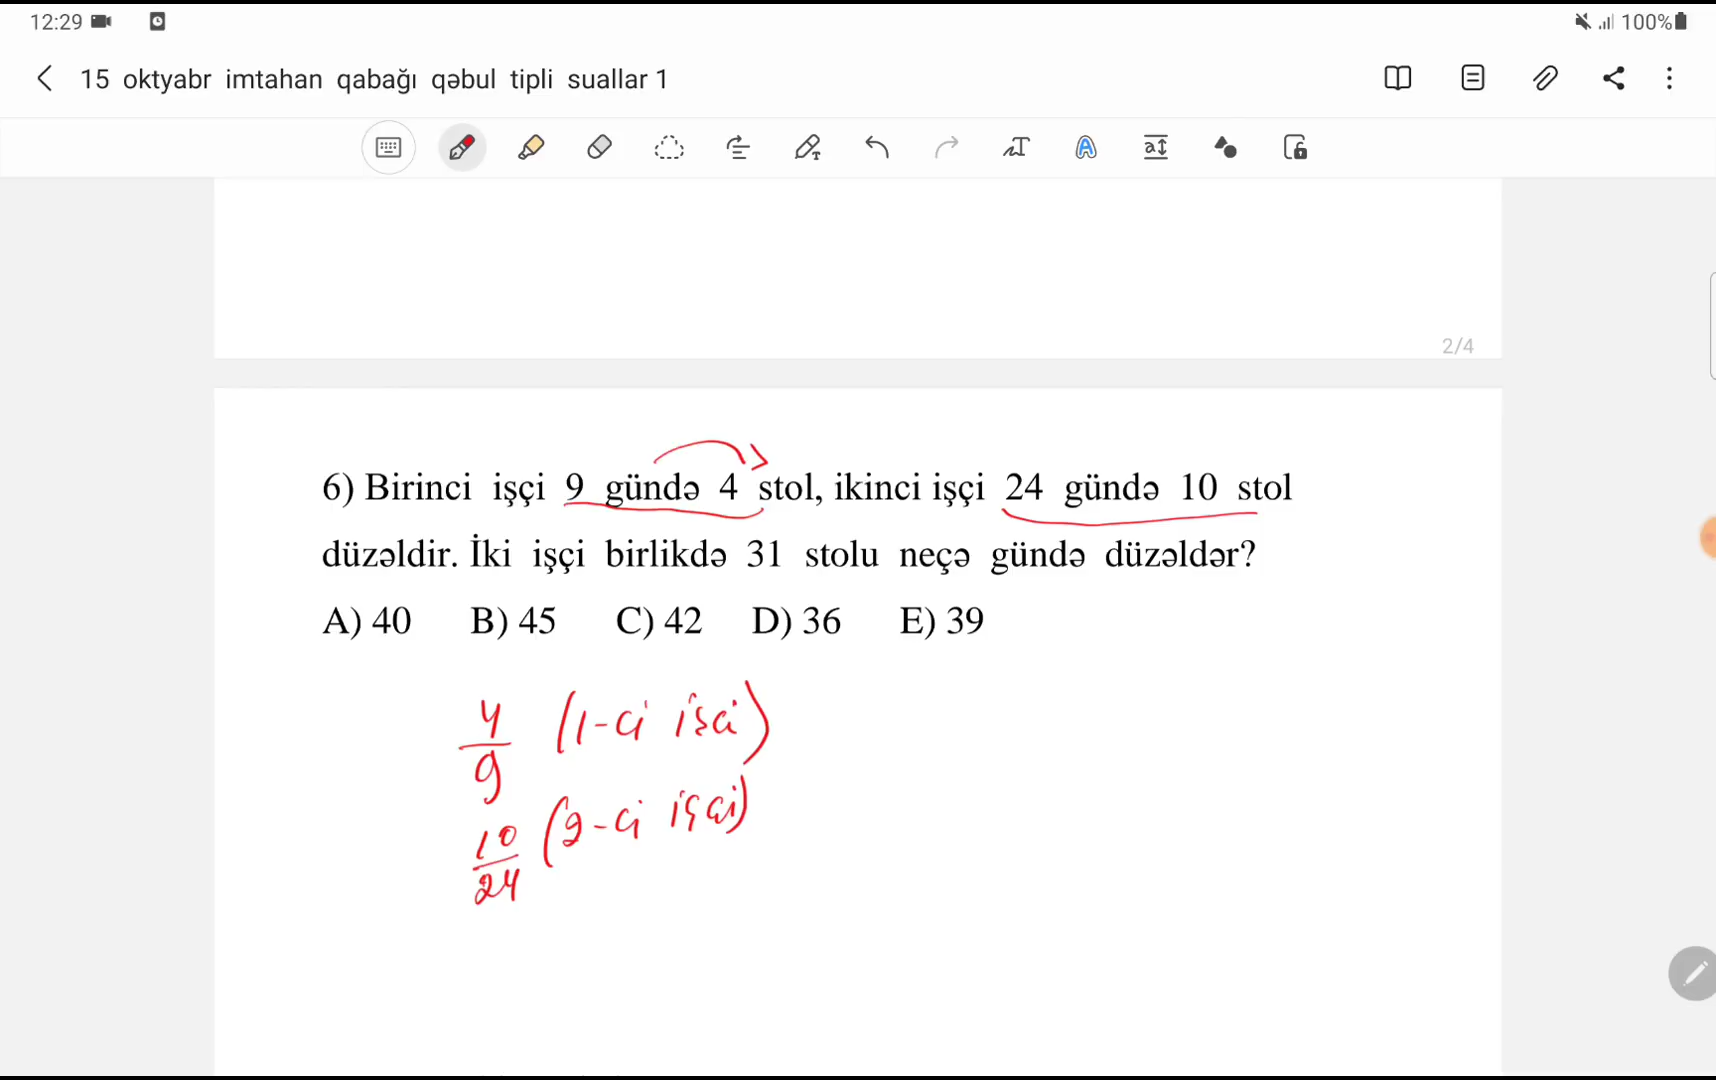 12:29
100%
15 oktyabr imtahan qabağı qəbul tipli suallar 1
2/4
6) Birinci işçi 9 gündə 4 stol, ikinci işçi 24 gündə 10 stol
düzəldir. İki işçi birlikdə 31 stolu neçə gündə düzəldər?
A) 40 B) 45 C) 42 D) 36 E) 39
4/9 (1-ci işçi)
10/24 (2-ci işçi)